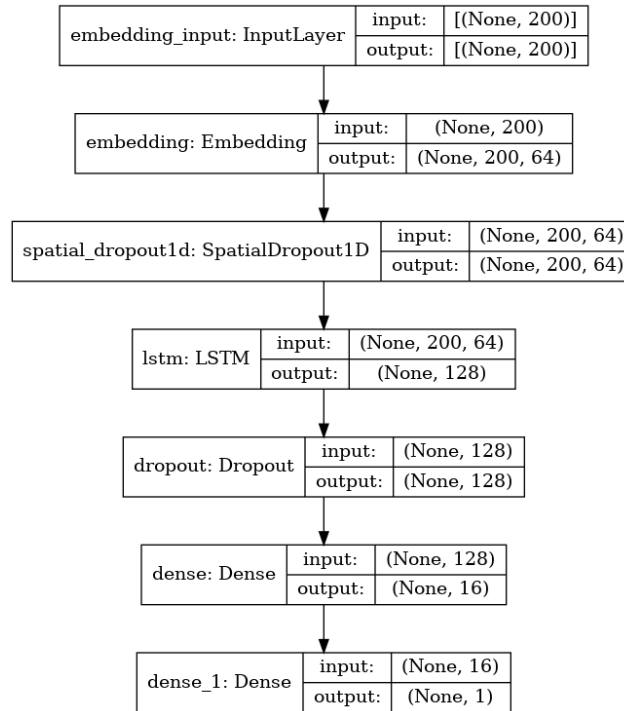 embedding_input: InputLayer
input: [(None, 200)]
output: [(None, 200)]
embedding: Embedding
input: (None, 200)
output: (None, 200, 64)
spatial_dropout1d: SpatialDropout1D
input: (None, 200, 64)
output: (None, 200, 64)
lstm: LSTM
input: (None, 200, 64)
output: (None, 128)
dropout: Dropout
input: (None, 128)
output: (None, 128)
dense: Dense
input: (None, 128)
output: (None, 16)
dense_1: Dense
input: (None, 16)
output: (None, 1)